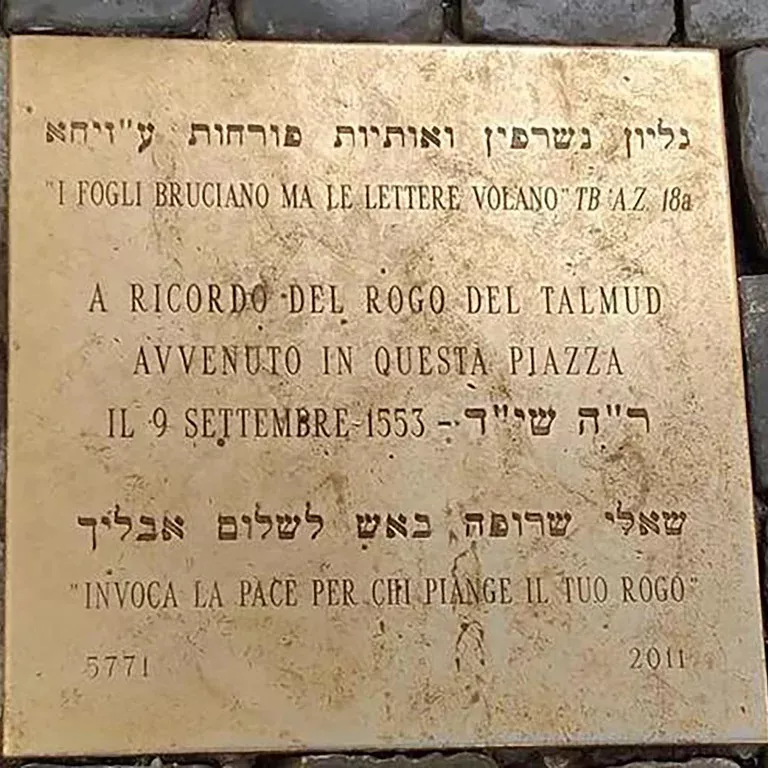 גליון נשרפין ואותיות פורחות ע"ז יח א
"I FOGLI BRUCIANO MA LE LETTERE VOLANO" TB A.Z. 18a
A RICORDO DEL ROGO DEL TALMUD
AVVENUTO IN QUESTA PIAZZA
IL 9 SETTEMBRE 1553 - ר"ה שי"ד
שאלי שרופה באש לשלום אבליך
"INVOCA LA PACE PER CHI PIANGE IL TUO ROGO"
5771 2011